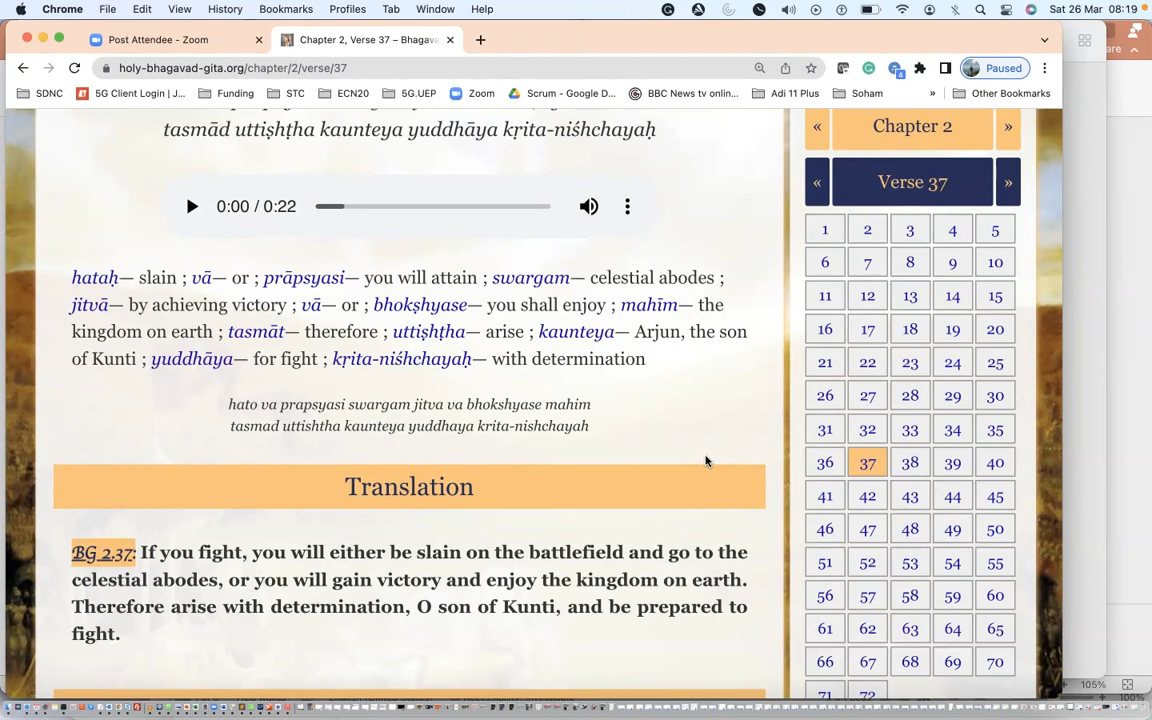 Chrome File Edit View History Bookmarks Profiles Tab Window Help Sat 26 Mar 08:19
Post Attendee - Zoom Chapter 2, Verse 37 – Bhagava
holy-bhagavad-gita.org/chapter/2/verse/37 4 Paused
SDNC 5G Client Login | J... Funding STC ECN20 5G.UEP Zoom Scrum - Google D... BBC News tv onlin... Adi 11 Plus Soham » Other Bookmarks
tasmād uttiṣhṭha kaunteya yuddhāya kṛita-niśhchayaḥ
0:00 / 0:22
hataḥ— slain ; vā— or ; prāpsyasi— you will attain ; swargam— celestial abodes ;
jitvā— by achieving victory ; vā— or ; bhokṣhyase— you shall enjoy ; mahīm— the
kingdom on earth ; tasmāt— therefore ; uttiṣhṭha— arise ; kaunteya— Arjun, the son
of Kunti ; yuddhāya— for fight ; kṛita-niśhchayaḥ— with determination
hato va prapsyasi swargam jitva va bhokshyase mahim
tasmad uttishtha kaunteya yuddhaya krita-nishchayah
Translation
BG 2.37: If you fight, you will either be slain on the battlefield and go to the
celestial abodes, or you will gain victory and enjoy the kingdom on earth.
Therefore arise with determination, O son of Kunti, and be prepared to
fight.
« Chapter 2 »
« Verse 37 »
1 2 3 4 5
6 7 8 9 10
11 12 13 14 15
16 17 18 19 20
21 22 23 24 25
26 27 28 29 30
31 32 33 34 35
36 37 38 39 40
41 42 43 44 45
46 47 48 49 50
51 52 53 54 55
56 57 58 59 60
61 62 63 64 65
66 67 68 69 70
71 72
are
105%
100%